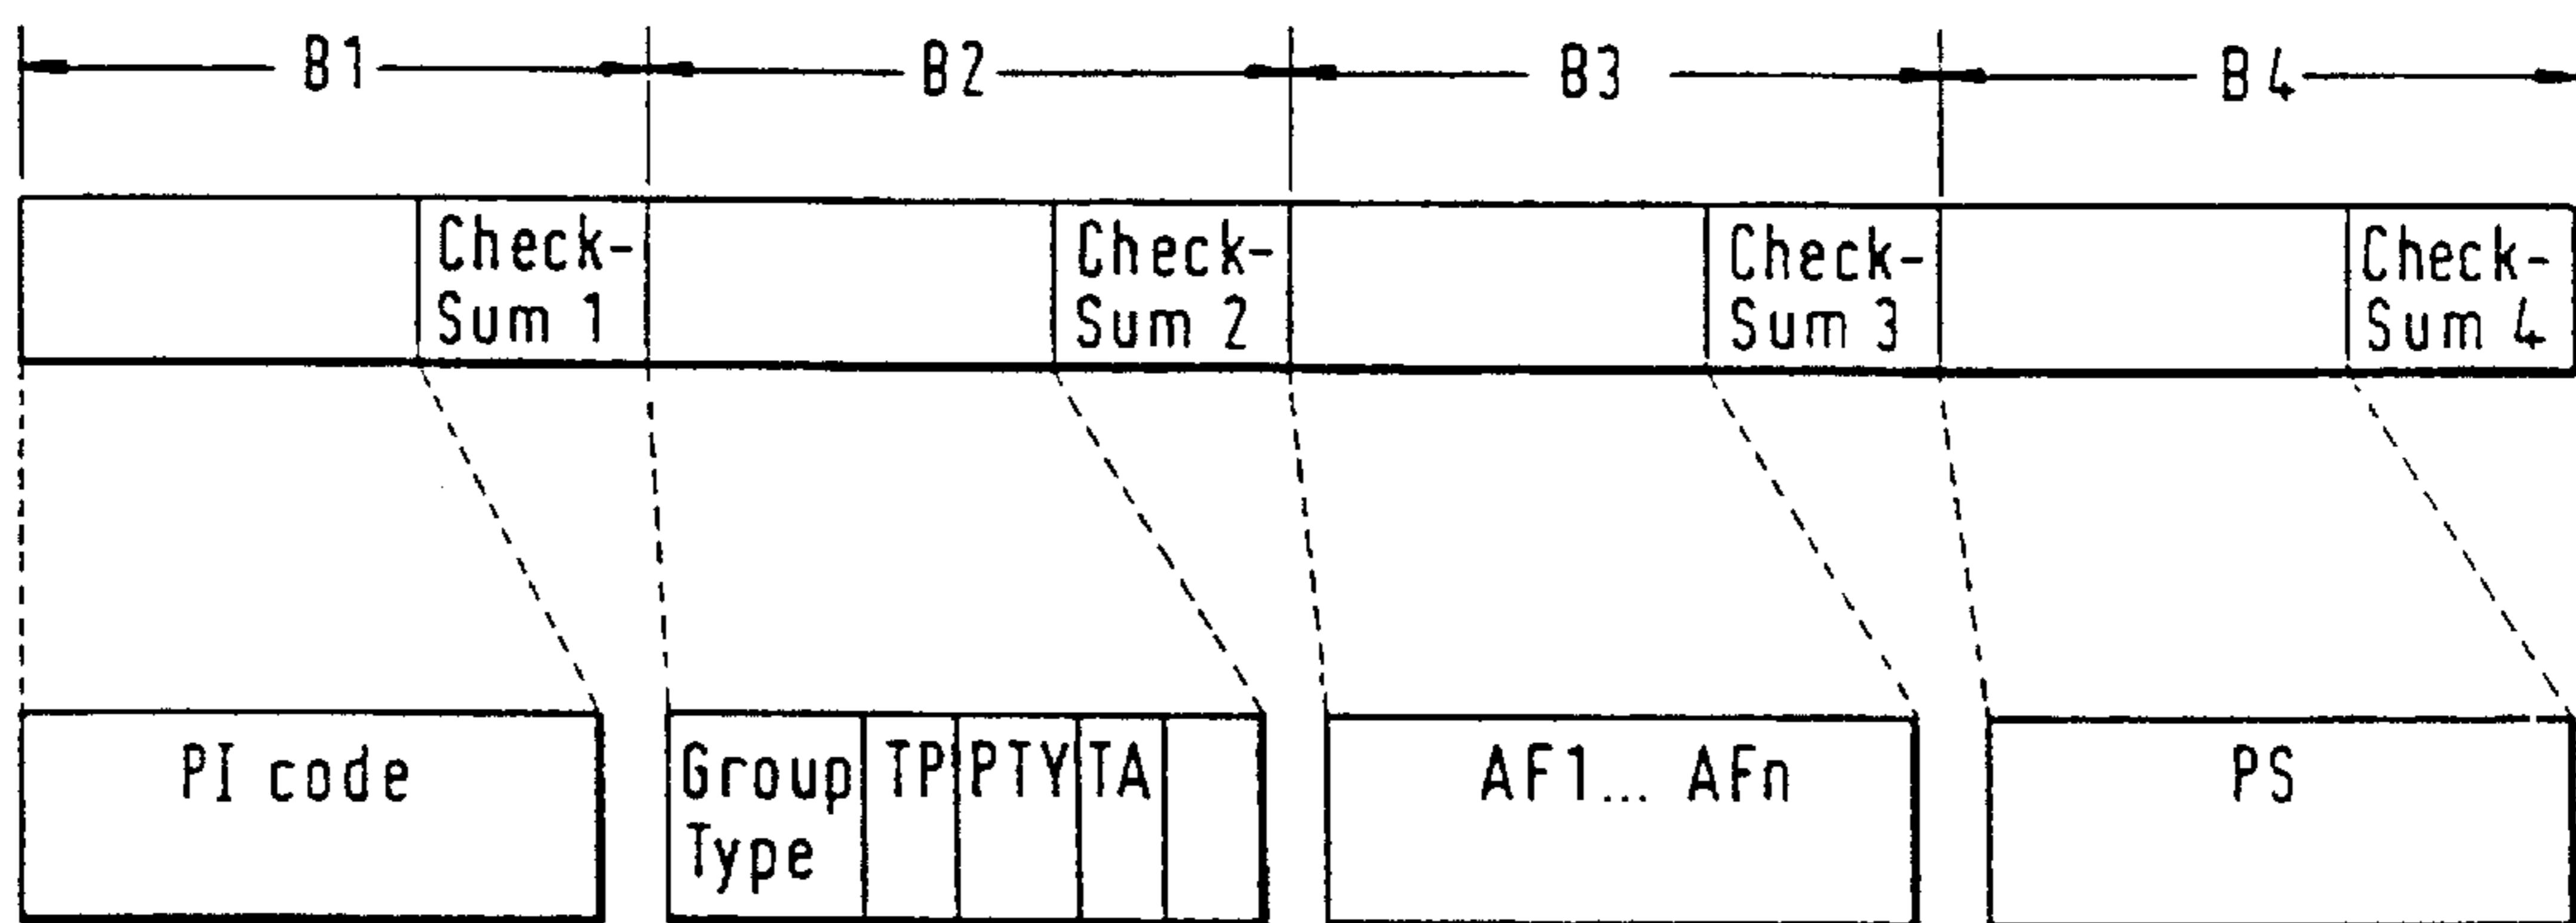 B1 B2 B3 B4
Check- Check- Check- Check-
Sum 1 Sum 2 Sum 3 Sum 4
PI code Group TP PTY TA AF1... AFn PS
Type